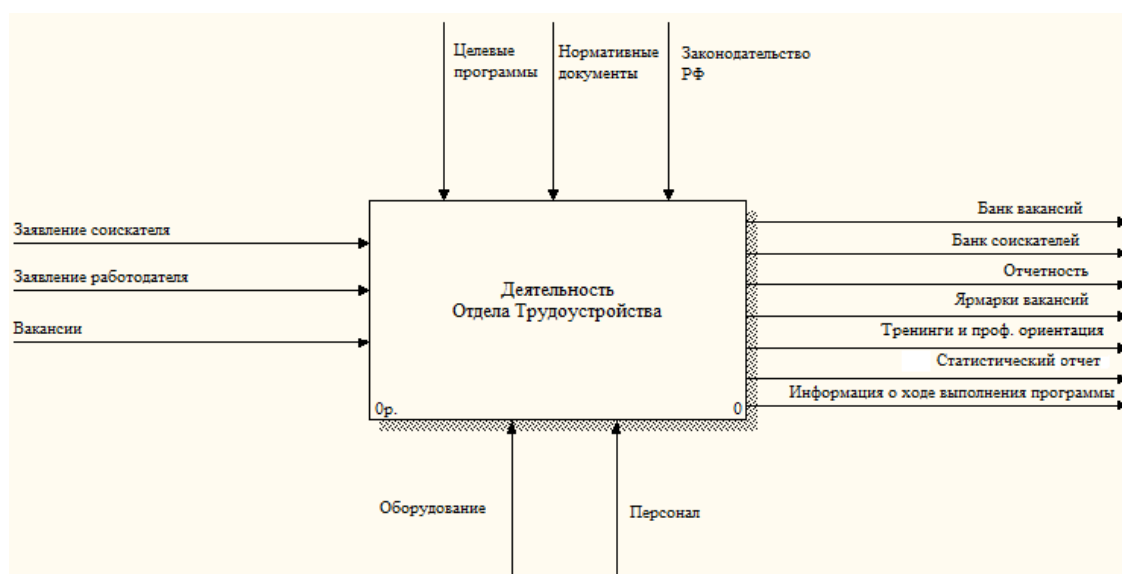 Целевые
программы
Нормативные
документы
Законодательство
РФ
Заявление соискателя
Заявление работодателя
Вакансии
Деятельность
Отдела Трудоустройства
0р.
0
Банк вакансий
Банк соискателей
Отчетность
Ярмарки вакансий
Тренинги и проф. ориентация
Статистический отчет
Информация о ходе выполнения программы
Оборудование
Персонал